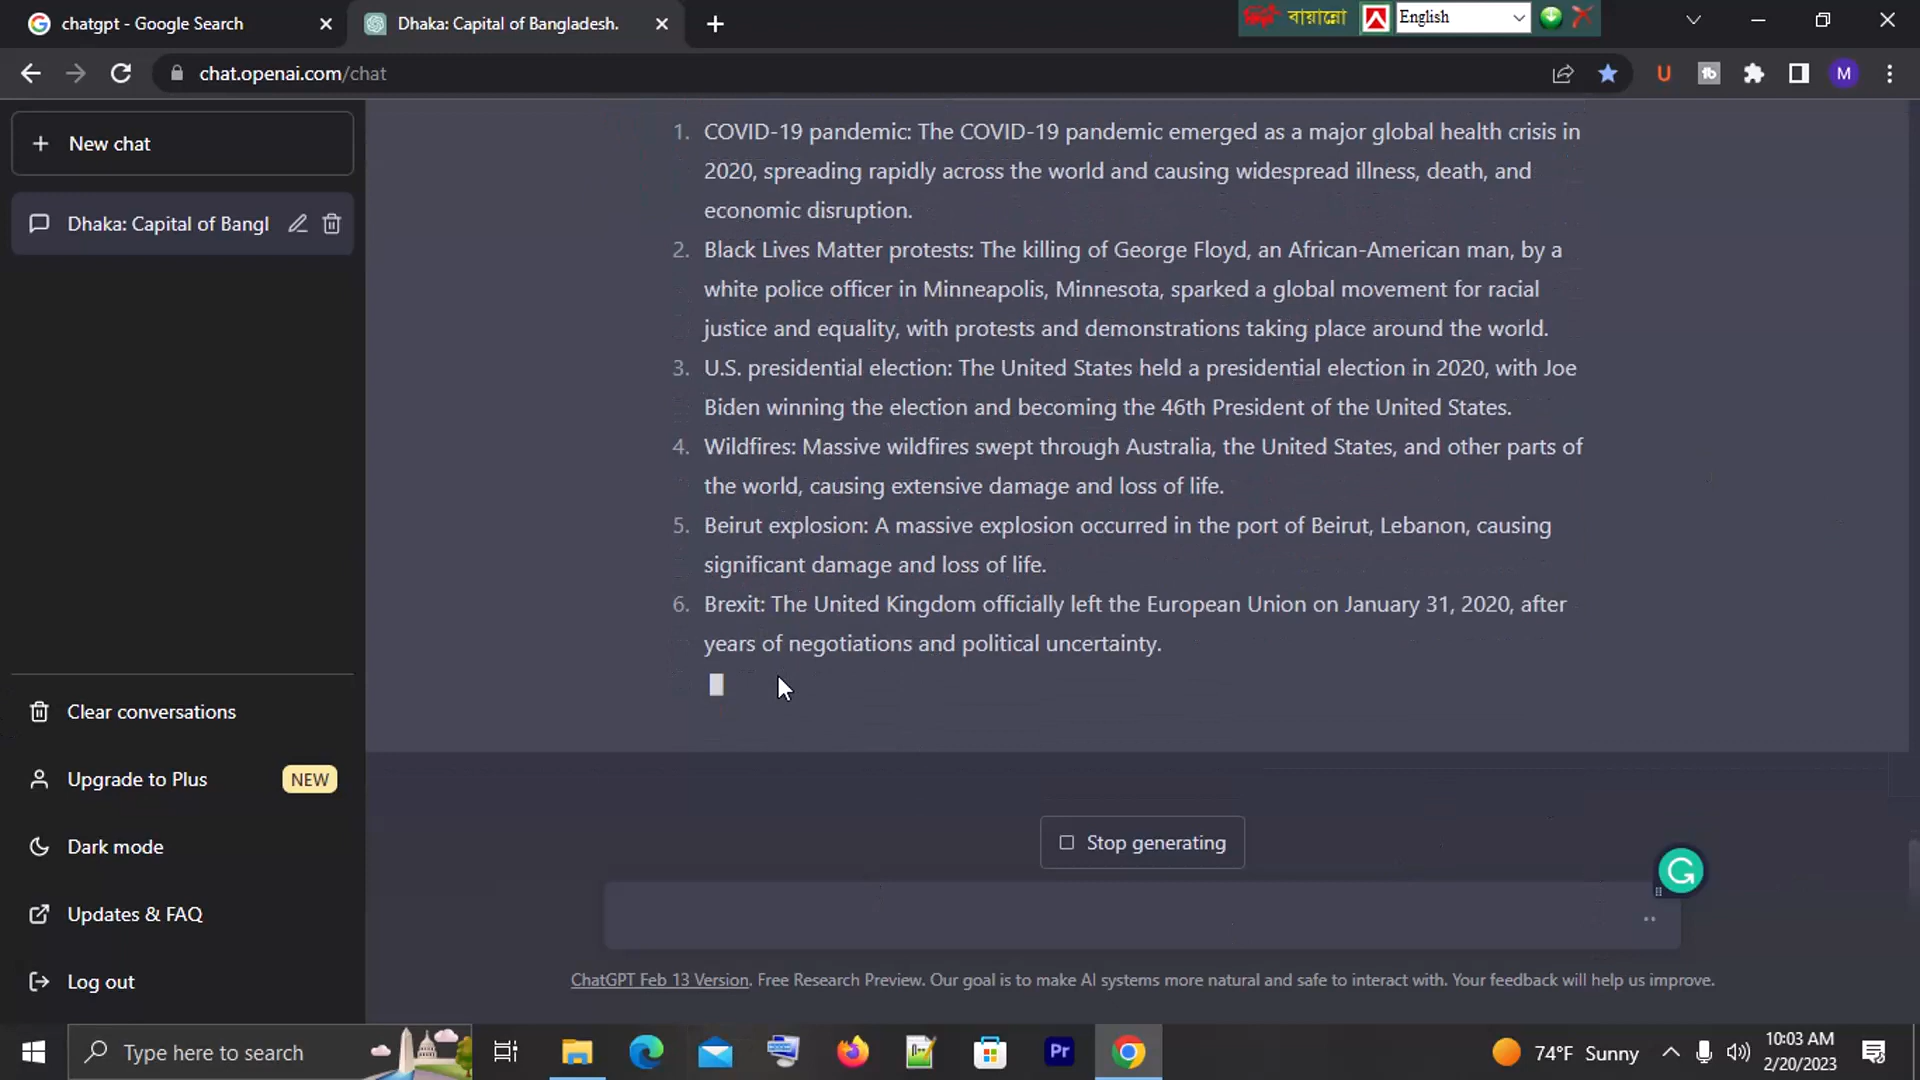 chatgpt - Google Search
Dhaka: Capital of Bangladesh.
বায়ান্নো
English
chat.openai.com/chat
U
tb
M
New chat
Dhaka: Capital of Bangl
1. COVID-19 pandemic: The COVID-19 pandemic emerged as a major global health crisis in
2020, spreading rapidly across the world and causing widespread illness, death, and
economic disruption.
2. Black Lives Matter protests: The killing of George Floyd, an African-American man, by a
white police officer in Minneapolis, Minnesota, sparked a global movement for racial
justice and equality, with protests and demonstrations taking place around the world.
3. U.S. presidential election: The United States held a presidential election in 2020, with Joe
Biden winning the election and becoming the 46th President of the United States.
4. Wildfires: Massive wildfires swept through Australia, the United States, and other parts of
the world, causing extensive damage and loss of life.
5. Beirut explosion: A massive explosion occurred in the port of Beirut, Lebanon, causing
significant damage and loss of life.
6. Brexit: The United Kingdom officially left the European Union on January 31, 2020, after
years of negotiations and political uncertainty.
Clear conversations
Upgrade to Plus NEW
Dark mode
Updates & FAQ
Log out
Stop generating
ChatGPT Feb 13 Version. Free Research Preview. Our goal is to make AI systems more natural and safe to interact with. Your feedback will help us improve.
Type here to search
Pr
74°F Sunny
10:03 AM
2/20/2023